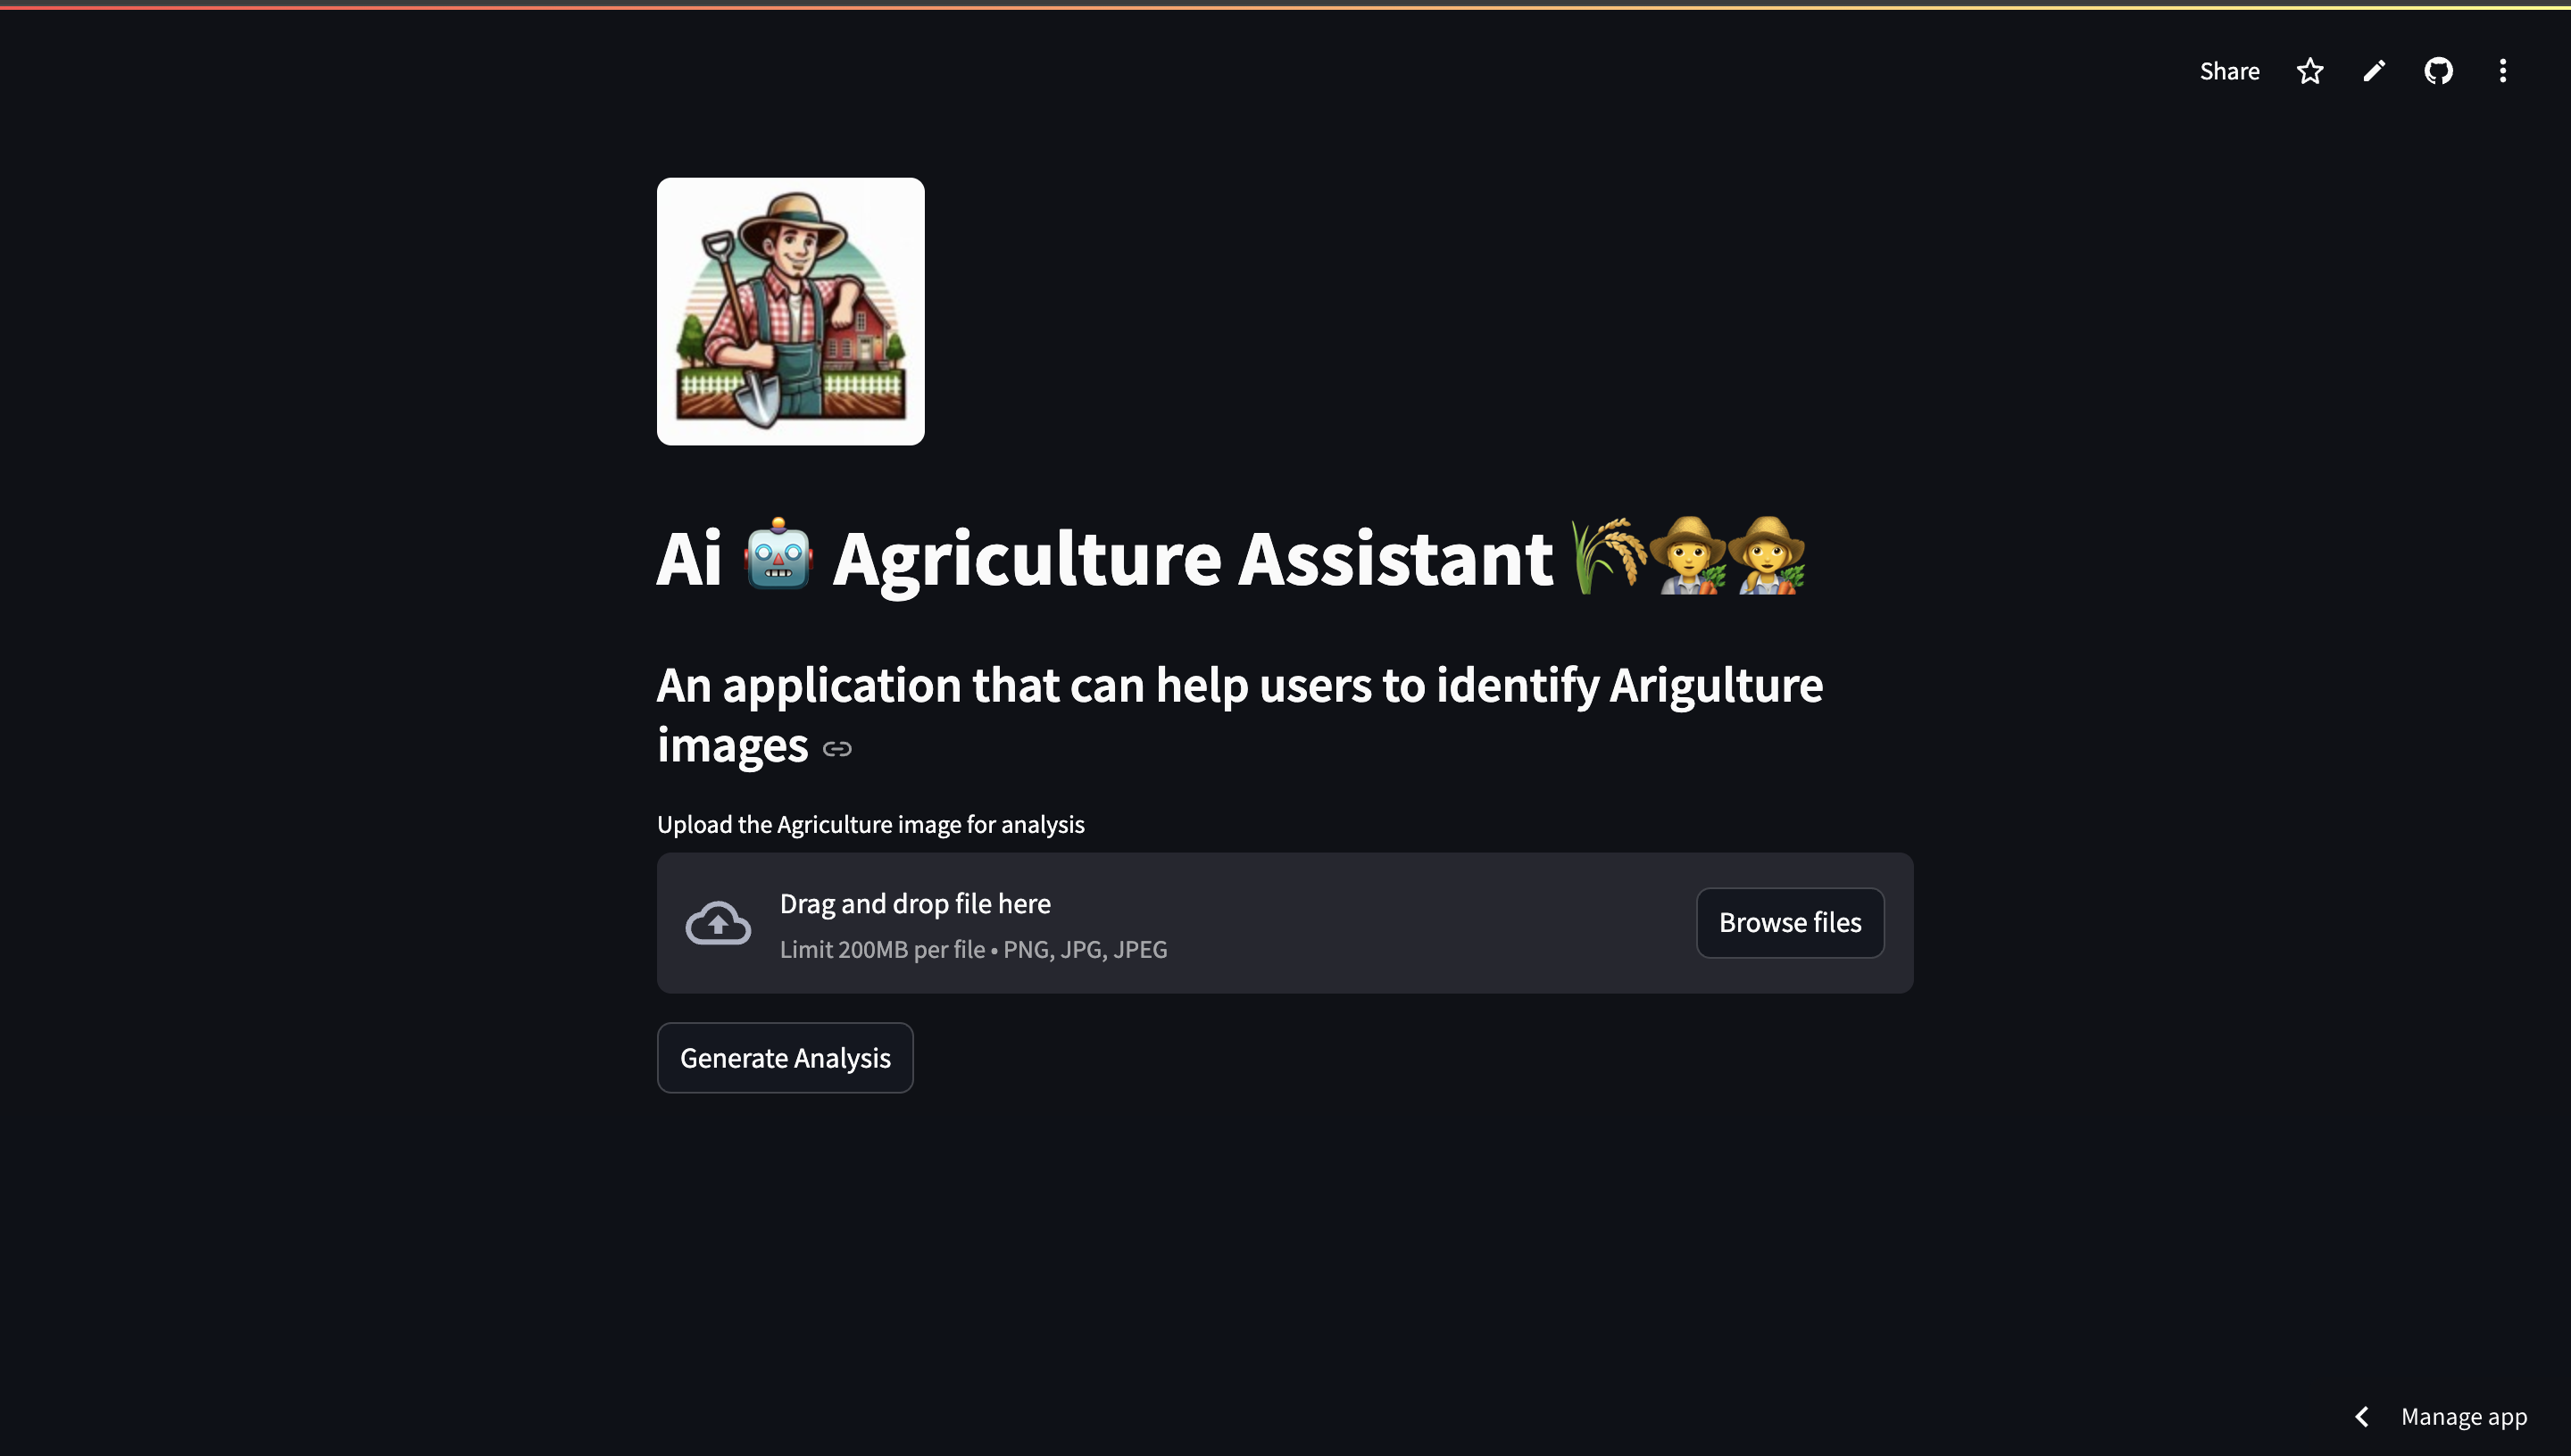 Share
Ai 🤖 Agriculture Assistant 🌾🧑‍🌾👩‍🌾
An application that can help users to identify Arigulture
images
Upload the Agriculture image for analysis
Drag and drop file here
Limit 200MB per file • PNG, JPG, JPEG
Browse files
Generate Analysis
Manage app